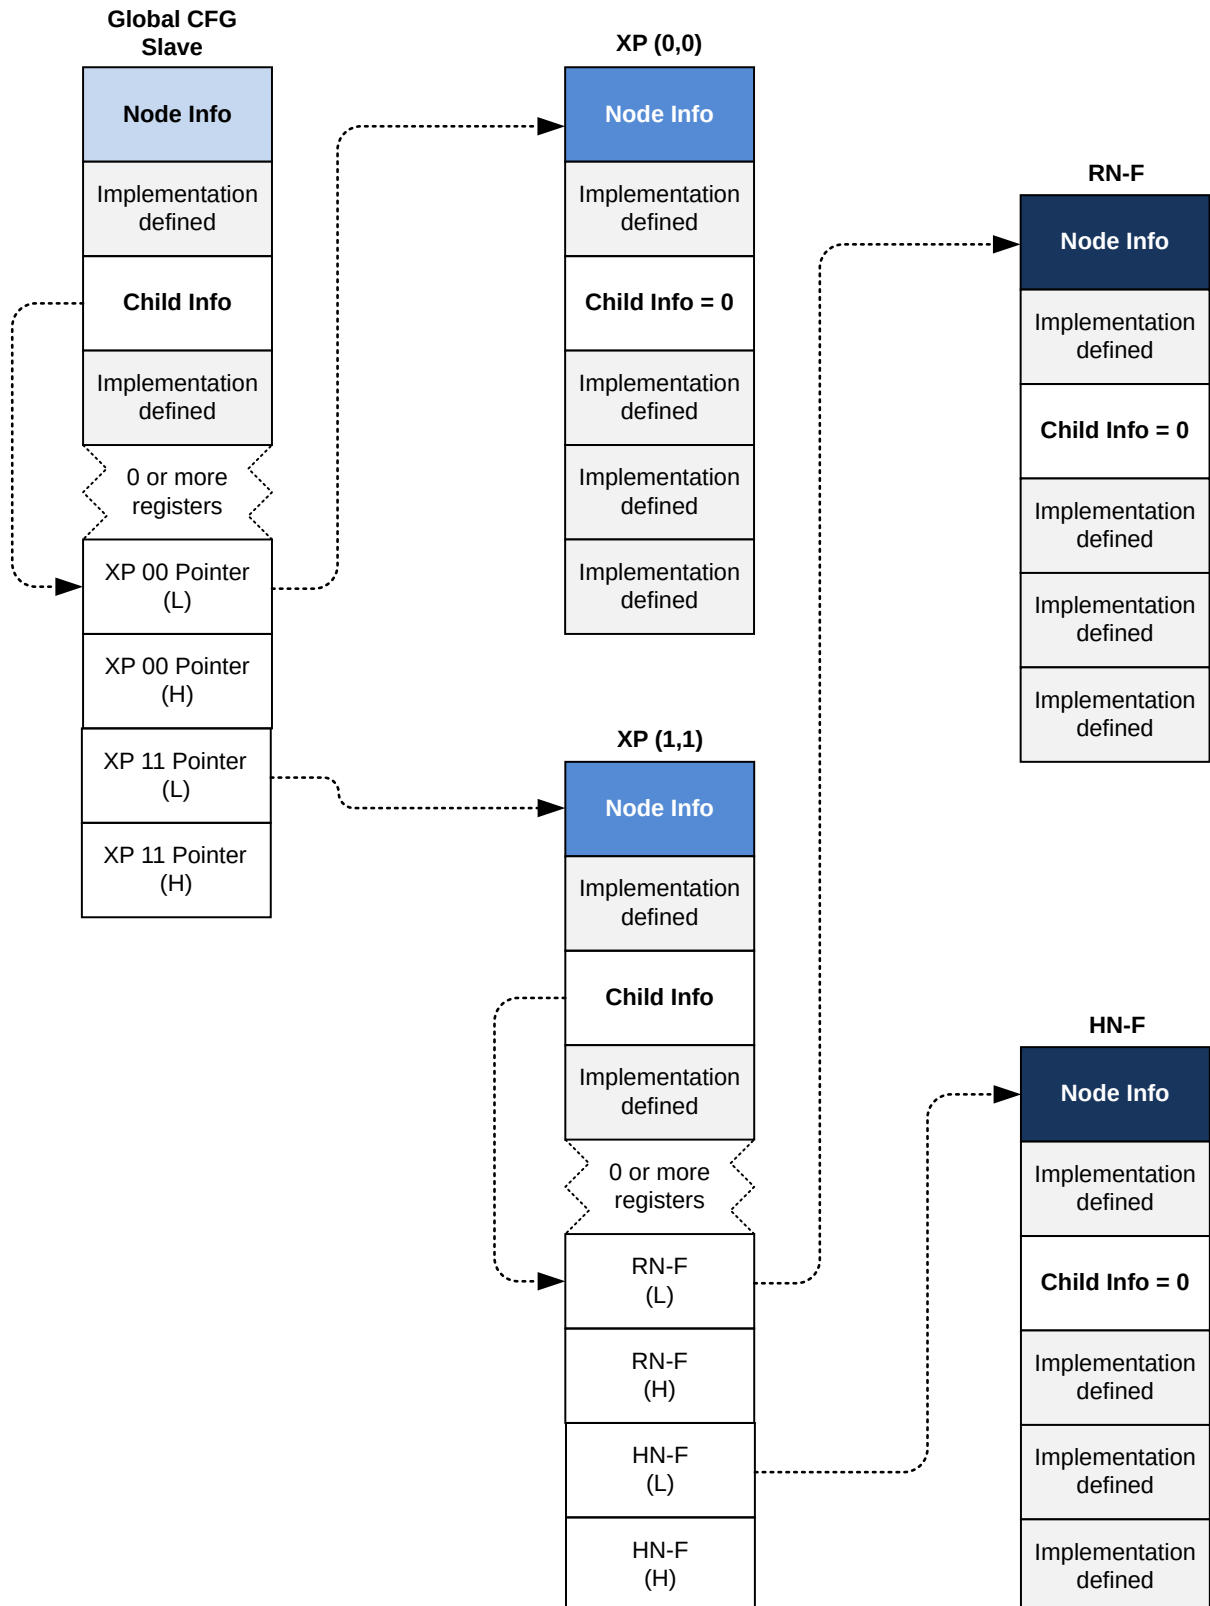 Global CFG
Slave
Node Info
Implementation
defined
Child Info
Implementation
defined
0 or more
registers
XP 00 Pointer
(L)
XP 00 Pointer
(H)
XP 11 Pointer
(L)
XP 11 Pointer
(H)
XP (0,0)
Node Info
Implementation
defined
Child Info = 0
Implementation
defined
Implementation
defined
Implementation
defined
XP (1,1)
Node Info
Implementation
defined
Child Info
Implementation
defined
0 or more
registers
RN-F
(L)
RN-F
(H)
HN-F
(L)
HN-F
(H)
RN-F
Node Info
Implementation
defined
Child Info = 0
Implementation
defined
Implementation
defined
Implementation
defined
HN-F
Node Info
Implementation
defined
Child Info = 0
Implementation
defined
Implementation
defined
Implementation
defined